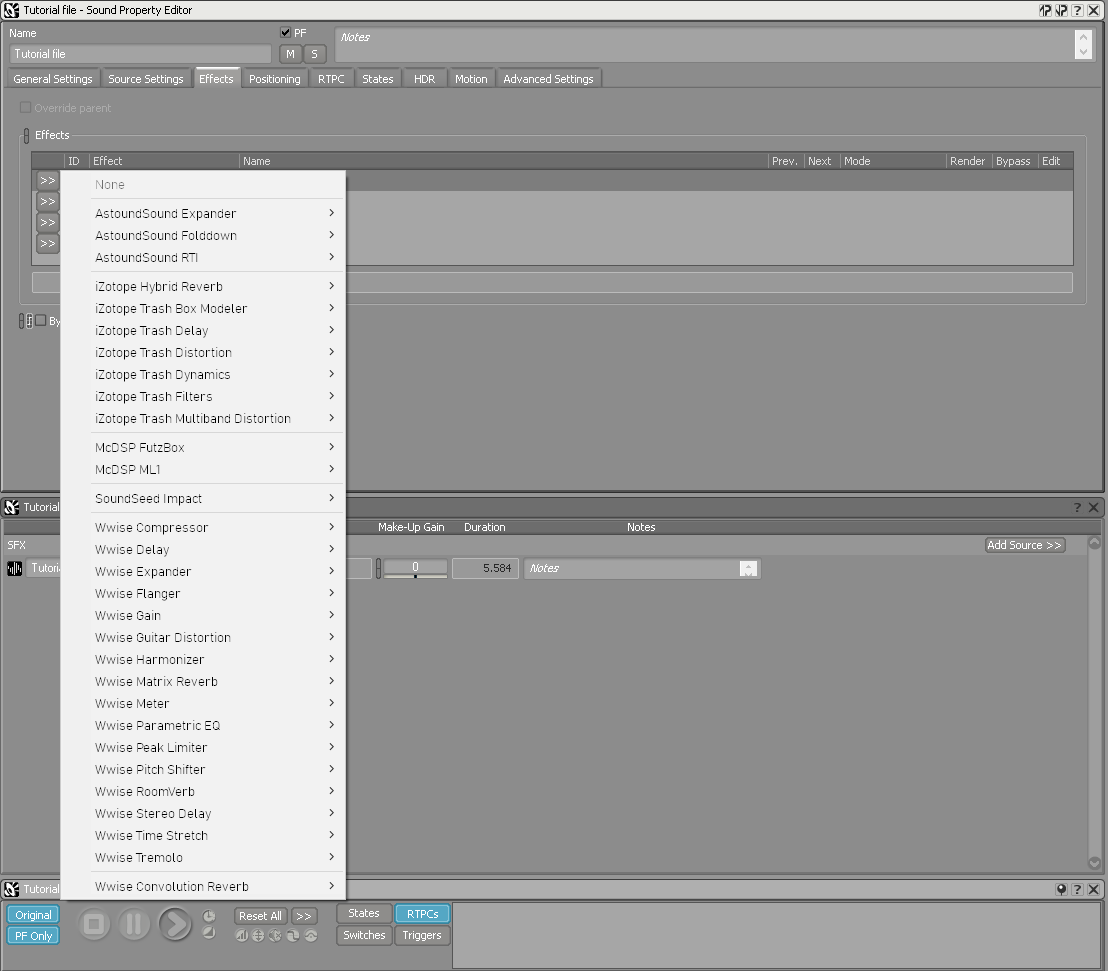 Tutorial file - Sound Property Editor
Name
PF
Notes
Tutorial file
M
S
General Settings
Source Settings
Effects
Positioning
RTPC
States
HDR
Motion
Advanced Settings
Override parent
Effects
ID
Effect
Name
Prev.
Next
Mode
Render
Bypass
Edit
>>
>>
>>
>>
None
AstoundSound Expander
AstoundSound Folddown
AstoundSound RTI
iZotope Hybrid Reverb
iZotope Trash Box Modeler
iZotope Trash Delay
iZotope Trash Distortion
iZotope Trash Dynamics
iZotope Trash Filters
iZotope Trash Multiband Distortion
McDSP FutzBox
McDSP ML1
SoundSeed Impact
Wwise Compressor
Wwise Delay
Wwise Expander
Wwise Flanger
Wwise Gain
Wwise Guitar Distortion
Wwise Harmonizer
Wwise Matrix Reverb
Wwise Meter
Wwise Parametric EQ
Wwise Peak Limiter
Wwise Pitch Shifter
Wwise RoomVerb
Wwise Stereo Delay
Wwise Time Stretch
Wwise Tremolo
Wwise Convolution Reverb
By
Tutorial
Make-Up Gain
Duration
Notes
SFX
Add Source >>
Tutori
0
5.584
Notes
Tutorial
Original
PF Only
Reset All
>>
States
RTPCs
Switches
Triggers